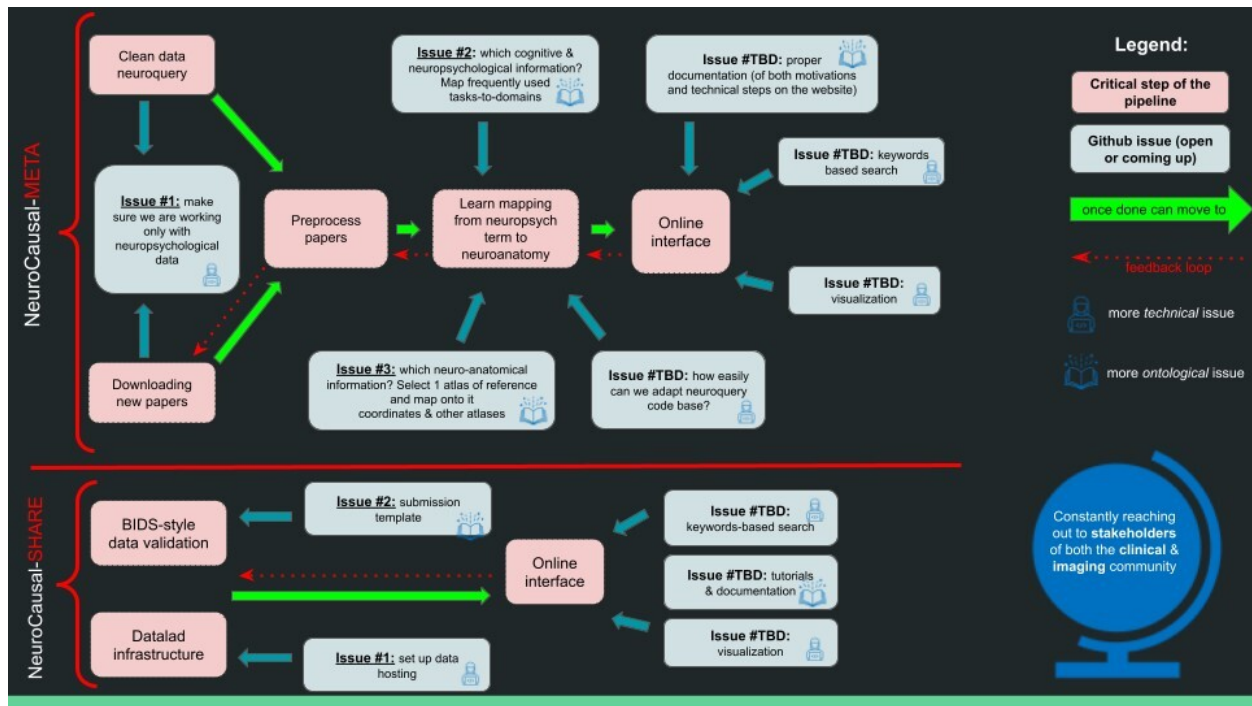 NeuroCausal-META
Clean data
neuroquery
Issue #1: make
sure we are working
only with
neuropsychological
data
Downloading
new papers
Preprocess
papers
Issue #2: which cognitive &
neuropsychological information?
Map frequently used
tasks-to-domains
Learn mapping
from neuropsych
term to
neuroanatomy
Issue #3: which neuro-anatomical
information? Select 1 atlas of reference
and map onto it
coordinates & other atlases
Issue #TBD: how easily
can we adapt neuroquery
code base?
Issue #TBD: proper
documentation (of both motivations
and technical steps on the website)
Issue #TBD: keywords
based search
Online
interface
Issue #TBD:
visualization
Legend:
Critical step of the
pipeline
Github issue (open
or coming up)
once done can move to
feedback loop
more technical issue
more ontological issue
NeuroCausal-SHARE
BIDS-style
data validation
Issue #2: submission
template
Datalad
infrastructure
Issue #1: set up data
hosting
Online
interface
Issue #TBD:
keywords-based search
Issue #TBD: tutorials
& documentation
Issue #TBD:
visualization
Constantly reaching
out to stakeholders
of both the clinical &
imaging community